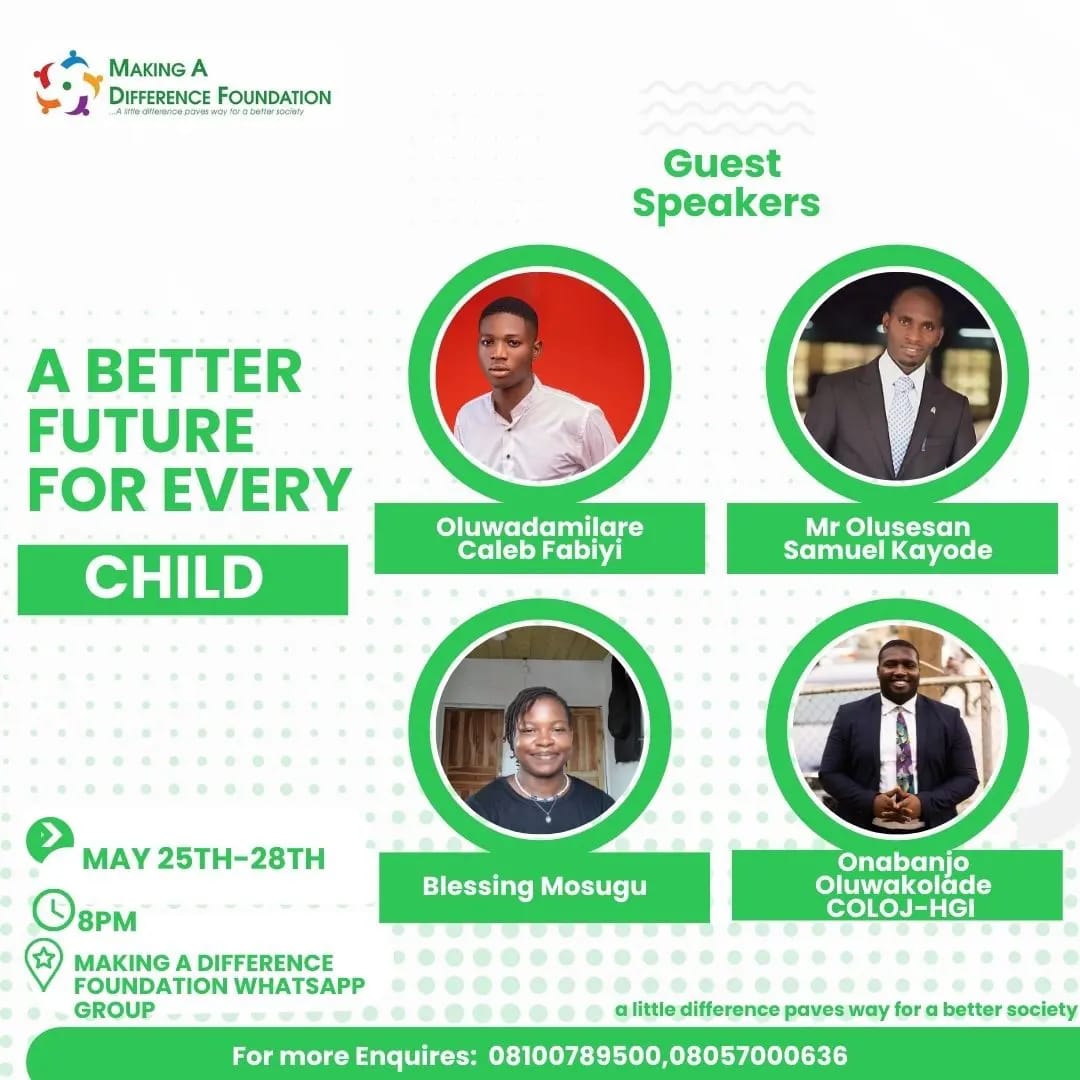 MAKING A
DIFFERENCE FOUNDATION
...A little difference paves way for a better society
Guest
Speakers
A BETTER
FUTURE
FOR EVERY
CHILD
Oluwadamilare
Caleb Fabiyi
Mr Olusesan
Samuel Kayode
Blessing Mosugu
Onabanjo
Oluwakolade
COLOJ-HGI
MAY 25TH-28TH
8PM
MAKING A DIFFERENCE
FOUNDATION WHATSAPP
GROUP
a little difference paves way for a better society
For more Enquires: 08100789500,08057000636